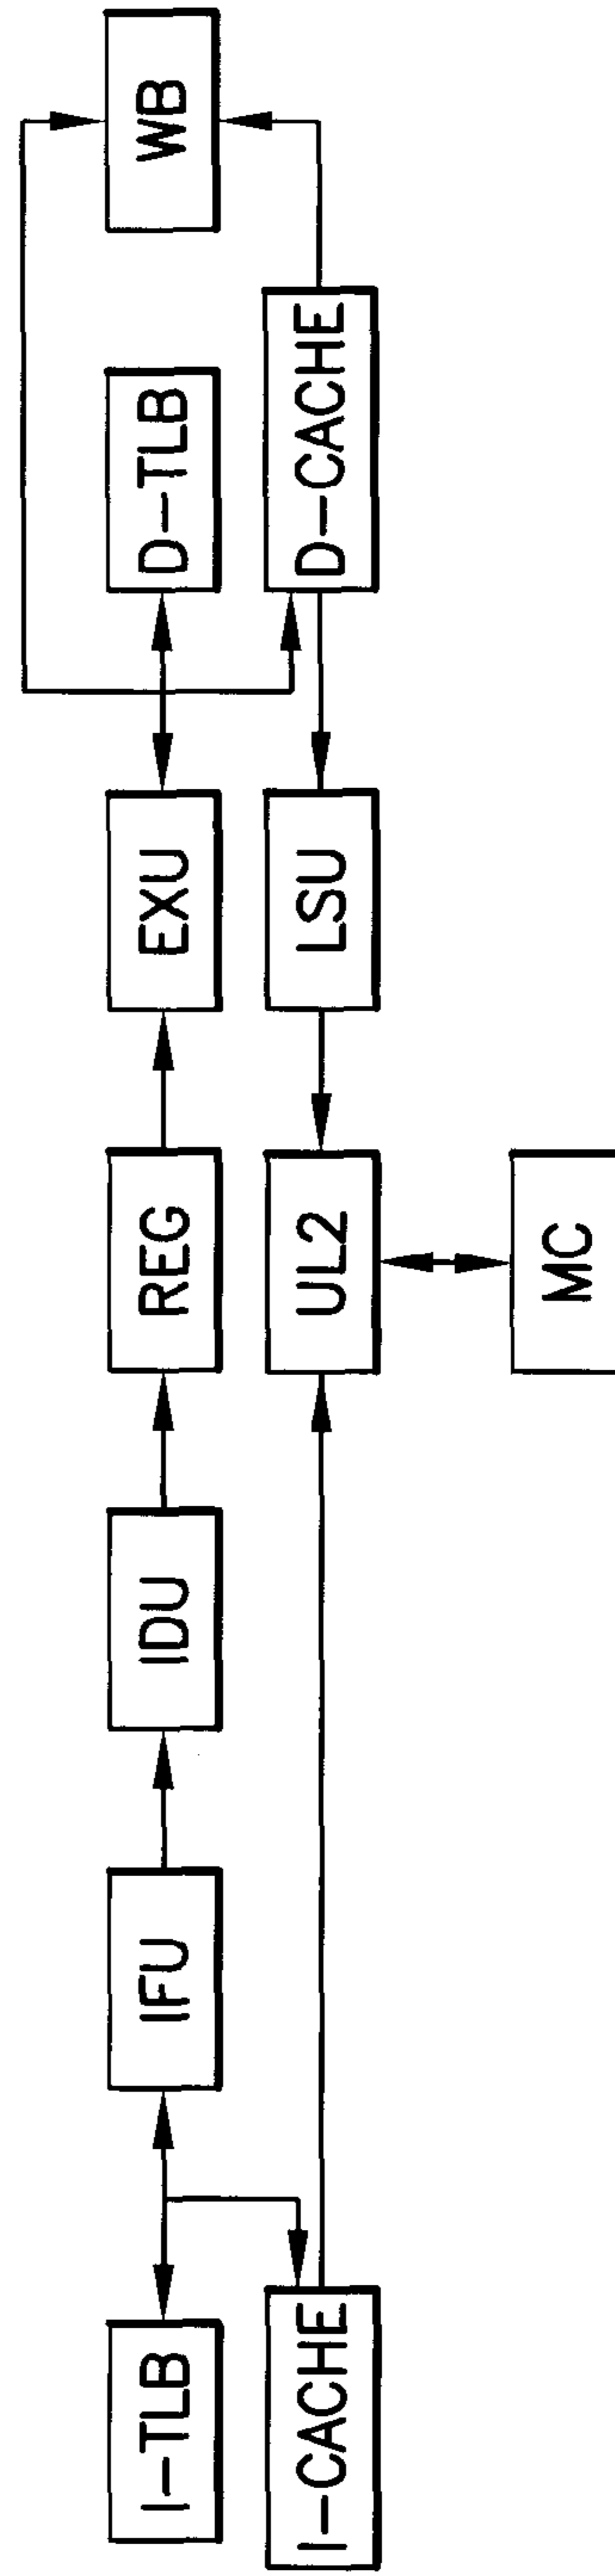 I-TLB
IFU
IDU
REG
EXU
D-TLB
WB
I-CACHE
UL2
LSU
D-CACHE
MC